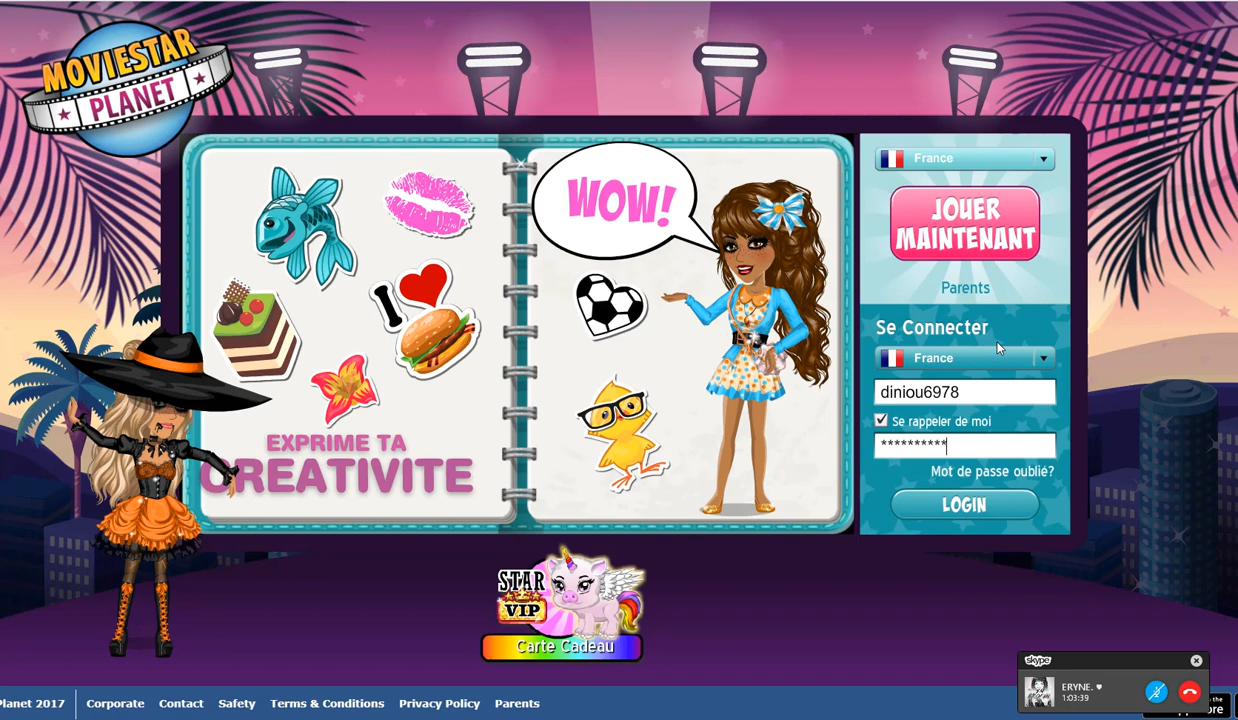 MOVIESTAR
PLANET
France
JOUER
MAINTENANT
Parents
WOW!
I
EXPRIME TA
CREATIVITE
Se Connecter
France
diniou6978
Se rappeler de moi
**********
Mot de passe oublié?
LOGIN
STAR
VIP
Carte Cadeau
skype
ERYNE. ♥
1:03:39
Planet 2017
Corporate
Contact
Safety
Terms & Conditions
Privacy Policy
Parents